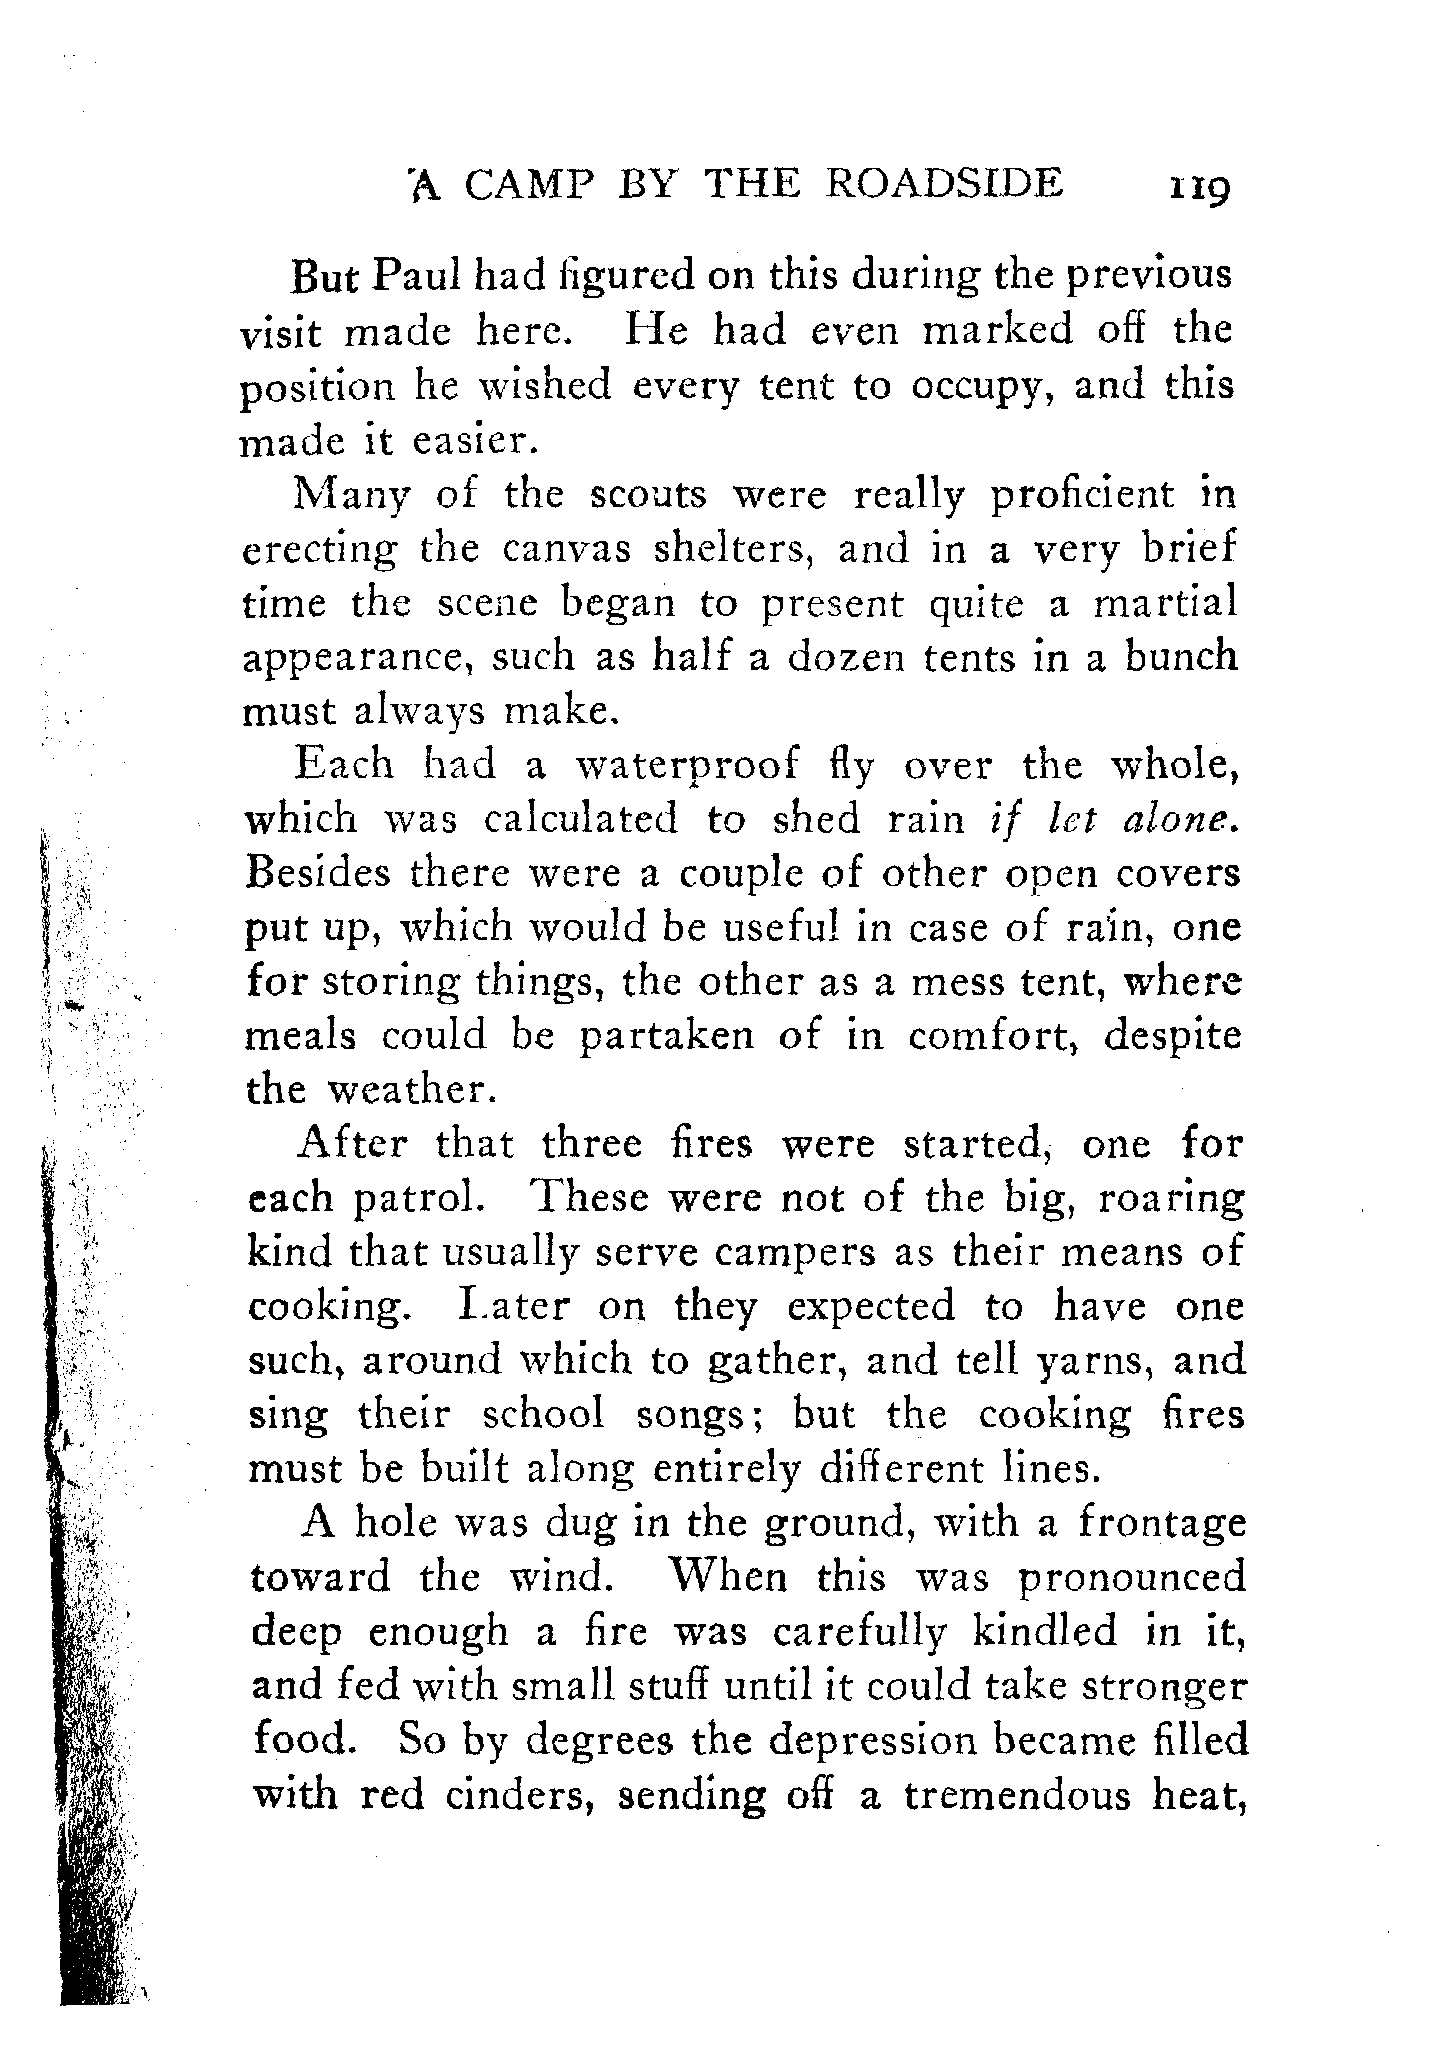 A CAMP BY THE ROADSIDE 119
But Paul had figured on this during the previous
visit made here. He had even marked off the
position he wished every tent to occupy, and this
made it easier.
Many of the scouts were really proficient in
erecting the canvas shelters, and in a very brief
time the scene began to present quite a martial
appearance, such as half a dozen tents in a bunch
must always make.
Each had a waterproof fly over the whole,
which was calculated to shed rain if let alone.
Besides there were a couple of other open covers
put up, which would be useful in case of rain, one
for storing things, the other as a mess tent, where
meals could be partaken of in comfort, despite
the weather.
After that three fires were started, one for
each patrol. These were not of the big, roaring
kind that usually serve campers as their means of
cooking. Later on they expected to have one
such, around which to gather, and tell yarns, and
sing their school songs; but the cooking fires
must be built along entirely different lines.
A hole was dug in the ground, with a frontage
toward the wind. When this was pronounced
deep enough a fire was carefully kindled in it,
and fed with small stuff until it could take stronger
food. So by degrees the depression became filled
with red cinders, sending off a tremendous heat,